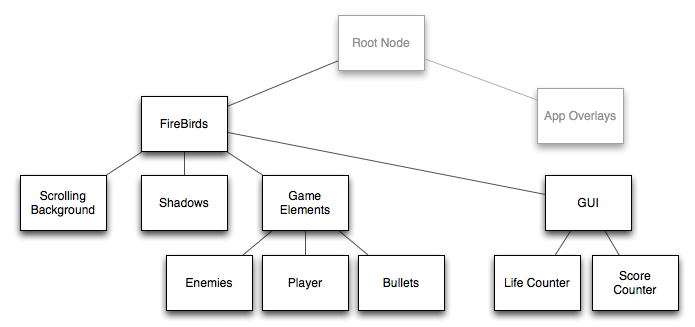 Root Node
App Overlays
FireBirds
Scrolling
Background
Shadows
Game
Elements
GUI
Enemies
Player
Bullets
Life Counter
Score
Counter